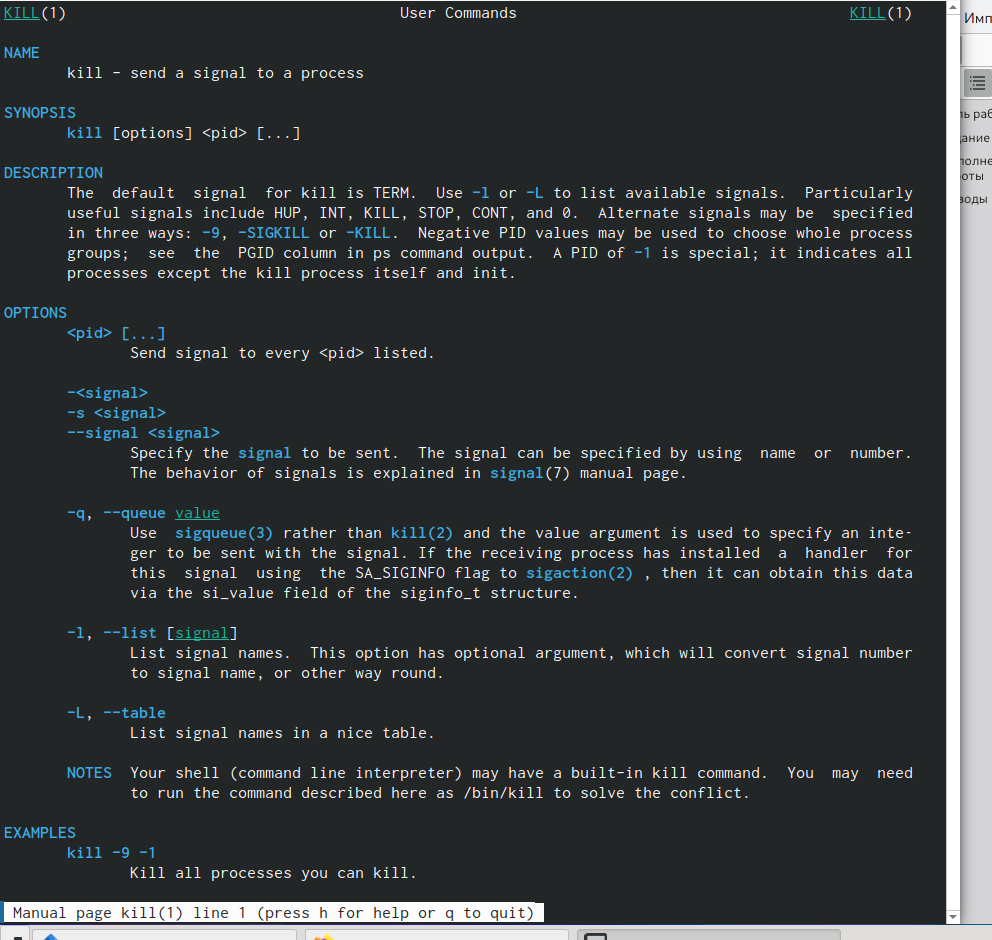 KILL(1) User Commands KILL(1)
NAME
kill - send a signal to a process
SYNOPSIS
kill [options] <pid> [...]
DESCRIPTION
The default signal for kill is TERM. Use -l or -L to list available signals. Particularly
useful signals include HUP, INT, KILL, STOP, CONT, and 0. Alternate signals may be specified
in three ways: -9, -SIGKILL or -KILL. Negative PID values may be used to choose whole process
groups; see the PGID column in ps command output. A PID of -1 is special; it indicates all
processes except the kill process itself and init.
OPTIONS
<pid> [...]
Send signal to every <pid> listed.
-<signal>
-s <signal>
--signal <signal>
Specify the signal to be sent. The signal can be specified by using name or number.
The behavior of signals is explained in signal(7) manual page.
-q, --queue value
Use sigqueue(3) rather than kill(2) and the value argument is used to specify an inte-
ger to be sent with the signal. If the receiving process has installed a handler for
this signal using the SA_SIGINFO flag to sigaction(2) , then it can obtain this data
via the si_value field of the siginfo_t structure.
-l, --list [signal]
List signal names. This option has optional argument, which will convert signal number
to signal name, or other way round.
-L, --table
List signal names in a nice table.
NOTES Your shell (command line interpreter) may have a built-in kill command. You may need
to run the command described here as /bin/kill to solve the conflict.
EXAMPLES
kill -9 -1
Kill all processes you can kill.
Manual page kill(1) line 1 (press h for help or q to quit)
Имп
ль раб
дание
полне
оты
воды